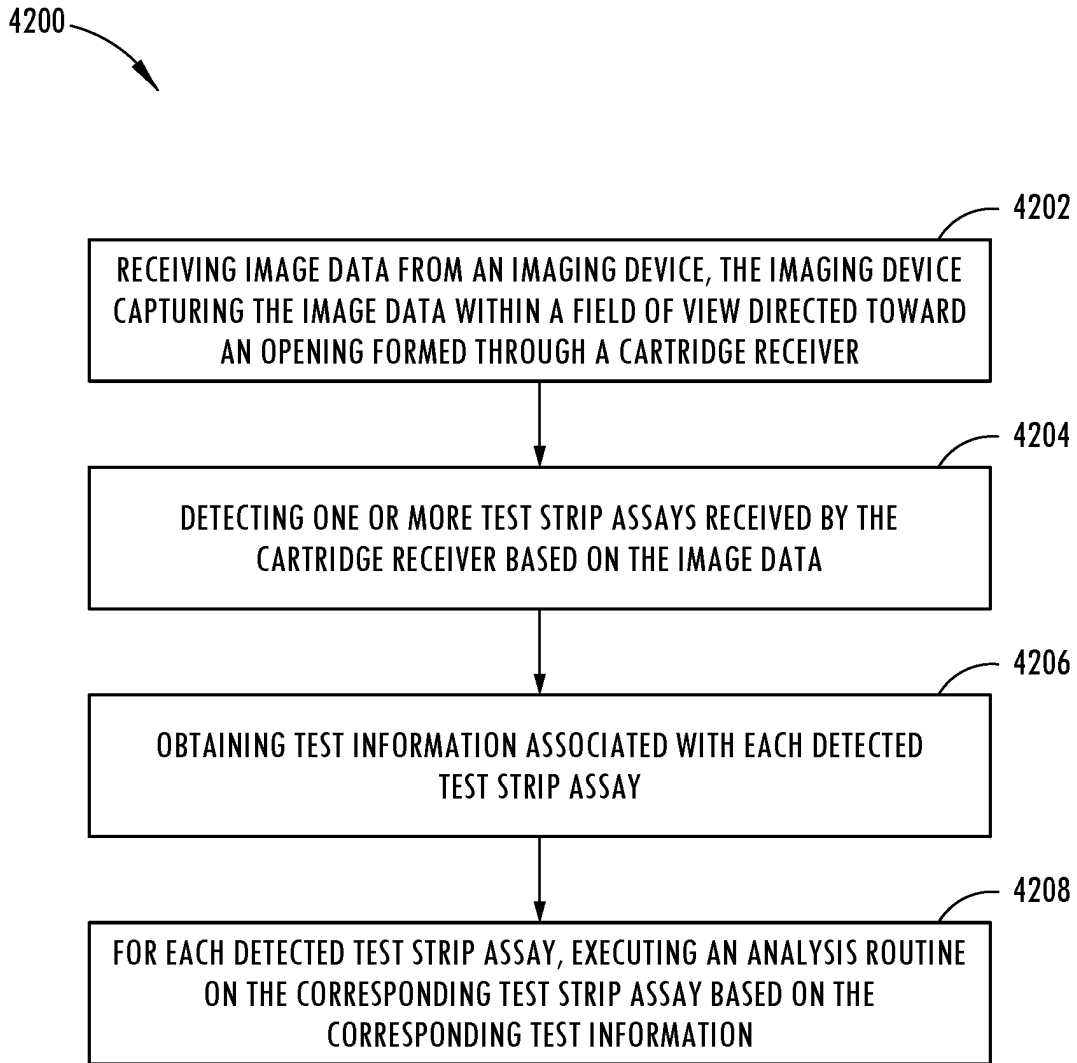 4200
4202
RECEIVING IMAGE DATA FROM AN IMAGING DEVICE, THE IMAGING DEVICE
CAPTURING THE IMAGE DATA WITHIN A FIELD OF VIEW DIRECTED TOWARD
AN OPENING FORMED THROUGH A CARTRIDGE RECEIVER
4204
DETECTING ONE OR MORE TEST STRIP ASSAYS RECEIVED BY THE
CARTRIDGE RECEIVER BASED ON THE IMAGE DATA
4206
OBTAINING TEST INFORMATION ASSOCIATED WITH EACH DETECTED
TEST STRIP ASSAY
4208
FOR EACH DETECTED TEST STRIP ASSAY, EXECUTING AN ANALYSIS ROUTINE
ON THE CORRESPONDING TEST STRIP ASSAY BASED ON THE
CORRESPONDING TEST INFORMATION